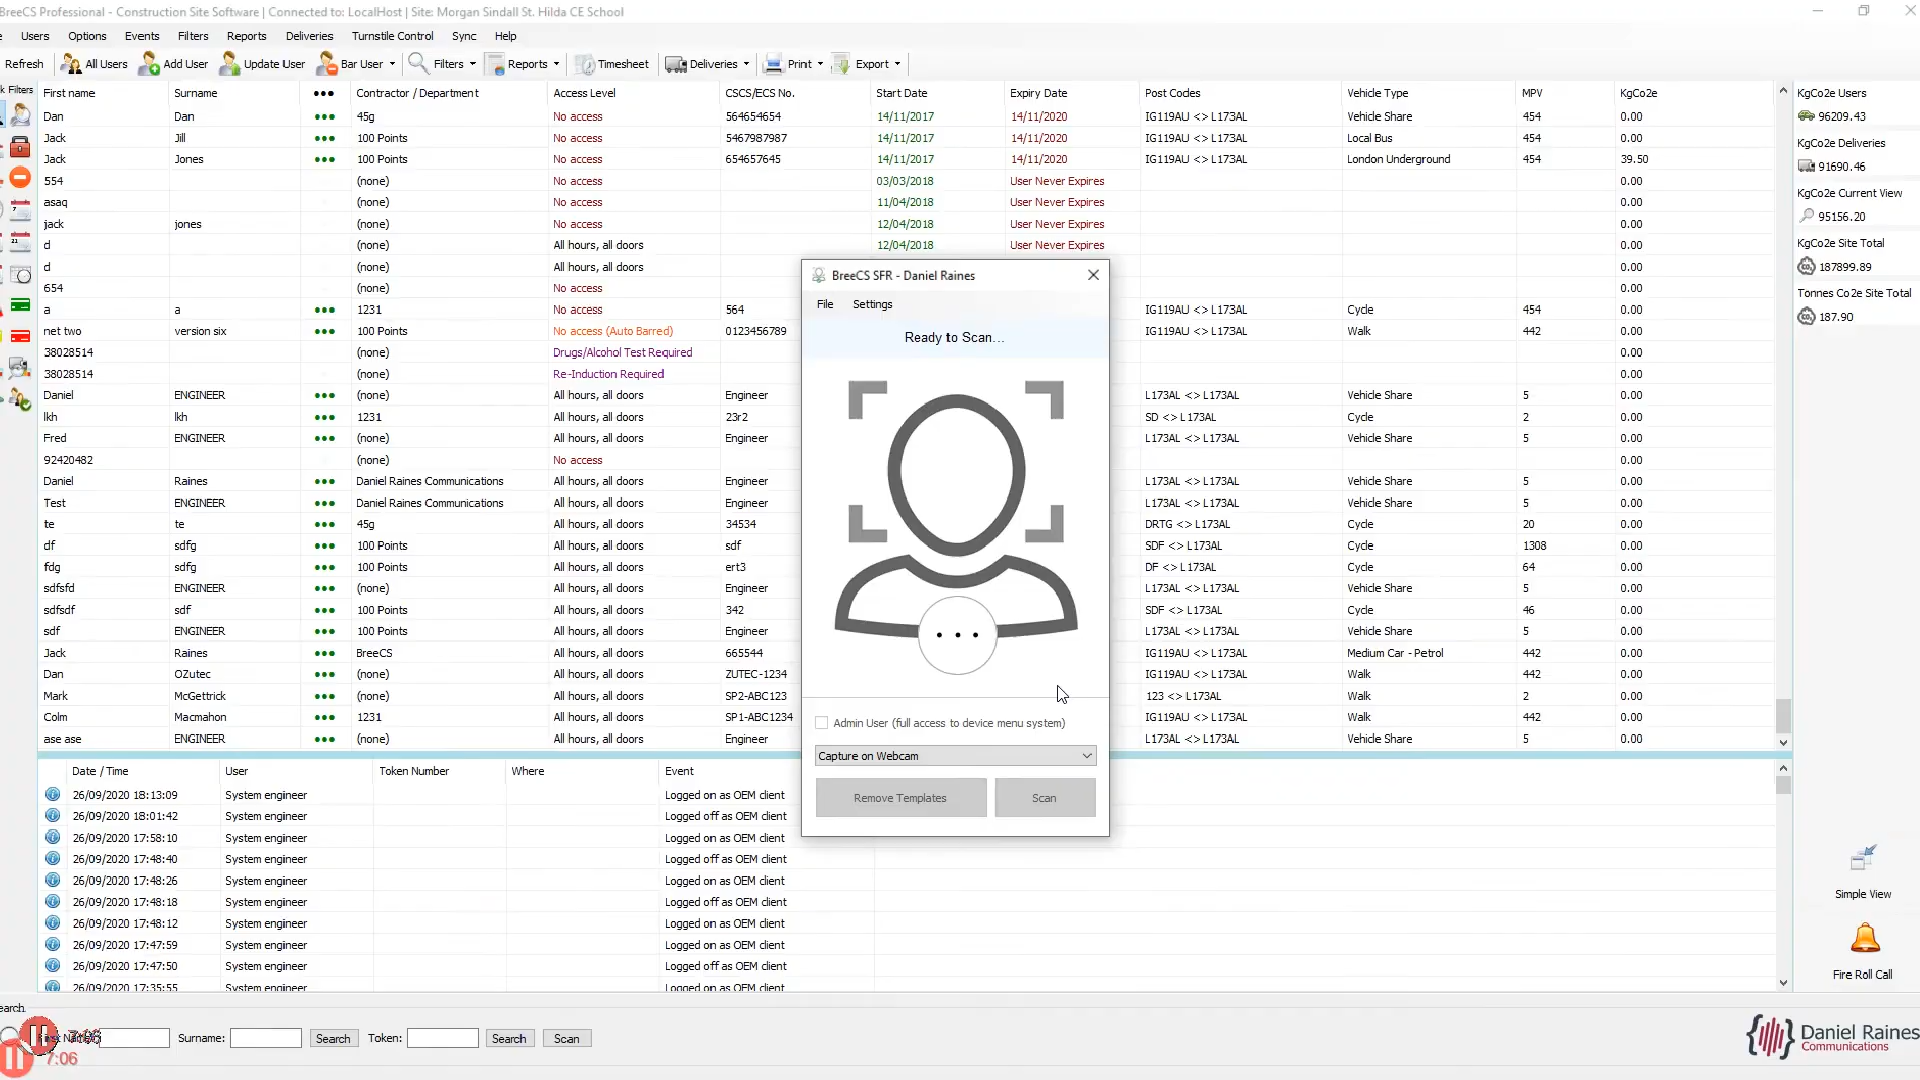 BreeCS Professional - Construction Site Software | Connected to: LocalHost | Site: Morgan Sindall St. Hilda CE School
Users Options Events Filters Reports Deliveries Turnstile Control Sync Help
Refresh All Users Add User Update User Bar User Filters Reports Timesheet Deliveries Print Export
k Filters
First name Surname ••• Contractor / Department Access Level CSCS/ECS No. Start Date Expiry Date Post Codes Vehicle Type MPV KgCo2e
Dan Dan ••• 45g No access 564654654 14/11/2017 14/11/2020 IG119AU <> L173AL Vehicle Share 454 0.00
Jack Jill ••• 100 Points No access 5467987987 14/11/2017 14/11/2020 IG119AU <> L173AL Local Bus 454 0.00
Jack Jones ••• 100 Points No access 654657645 14/11/2017 14/11/2020 IG119AU <> L173AL London Underground 454 39.50
554 (none) No access 03/03/2018 User Never Expires 0.00
asaq (none) No access 11/04/2018 User Never Expires 0.00
jack jones (none) No access 12/04/2018 User Never Expires 0.00
d (none) All hours, all doors 12/04/2018 User Never Expires 0.00
d (none) All hours, all doors 0.00
654 (none) No access 0.00
a a ••• 1231 No access 564 IG119AU <> L173AL Cycle 454 0.00
net two version six ••• 100 Points No access (Auto Barred) 0123456789 IG119AU <> L173AL Walk 442 0.00
38028514 (none) Drugs/Alcohol Test Required 0.00
38028514 (none) Re-Induction Required 0.00
Daniel ENGINEER ••• (none) All hours, all doors Engineer L173AL <> L173AL Vehicle Share 5 0.00
lkh lkh ••• 1231 All hours, all doors 23r2 SD <> L173AL Cycle 2 0.00
Fred ENGINEER ••• (none) All hours, all doors Engineer L173AL <> L173AL Vehicle Share 5 0.00
92420482 (none) No access 0.00
Daniel Raines ••• Daniel Raines Communications All hours, all doors Engineer L173AL <> L173AL Vehicle Share 5 0.00
Test ENGINEER ••• Daniel Raines Communications All hours, all doors Engineer L173AL <> L173AL Vehicle Share 5 0.00
te te ••• 45g All hours, all doors 34534 DRTG <> L173AL Cycle 20 0.00
df sdfg ••• 100 Points All hours, all doors sdf SDF <> L173AL Cycle 1308 0.00
fdg sdfg ••• 100 Points All hours, all doors ert3 DF <> L173AL Cycle 64 0.00
sdfsfd ENGINEER ••• (none) All hours, all doors Engineer L173AL <> L173AL Vehicle Share 5 0.00
sdfsdf sdf ••• 100 Points All hours, all doors 342 SDF <> L173AL Cycle 46 0.00
sdf ENGINEER ••• 100 Points All hours, all doors Engineer L173AL <> L173AL Vehicle Share 5 0.00
Jack Raines ••• BreeCS All hours, all doors 665544 IG119AU <> L173AL Medium Car - Petrol 442 0.00
Dan OZutec ••• (none) All hours, all doors ZUTEC-1234 IG119AU <> L173AL Walk 442 0.00
Mark McGettrick ••• (none) All hours, all doors SP2-ABC123 123 <> L173AL Walk 2 0.00
Colm Macmahon ••• 1231 All hours, all doors SP1-ABC1234 IG119AU <> L173AL Walk 442 0.00
ase ase ENGINEER ••• (none) All hours, all doors Engineer L173AL <> L173AL Vehicle Share 5 0.00
BreeCS SFR - Daniel Raines
File Settings
Ready to Scan...
Admin User (full access to device menu system)
Capture on Webcam
Remove Templates Scan
KgCo2e Users
96209.43
KgCo2e Deliveries
91690.46
KgCo2e Current View
95156.20
KgCo2e Site Total
187899.89
Tonnes Co2e Site Total
187.90
Simple View
Fire Roll Call
Date / Time User Token Number Where Event
26/09/2020 18:13:09 System engineer Logged on as OEM client
26/09/2020 18:01:42 System engineer Logged off as OEM client
26/09/2020 17:58:10 System engineer Logged on as OEM client
26/09/2020 17:48:40 System engineer Logged off as OEM client
26/09/2020 17:48:26 System engineer Logged on as OEM client
26/09/2020 17:48:18 System engineer Logged off as OEM client
26/09/2020 17:48:12 System engineer Logged on as OEM client
26/09/2020 17:47:59 System engineer Logged on as OEM client
26/09/2020 17:47:50 System engineer Logged off as OEM client
26/09/2020 17:35:55 System engineer Logged on as OEM client
earch
Surname: Search Token: Search Scan
7:06
Daniel Raines
Communications